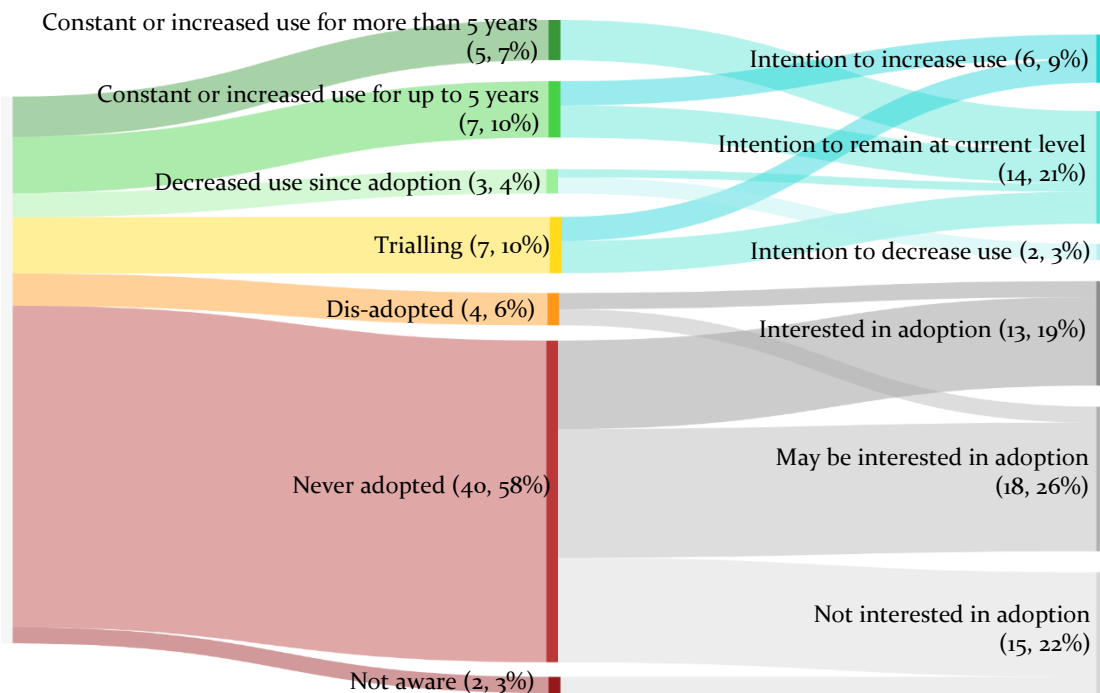 Constant or increased use for more than 5 years
(5, 7%)
Constant or increased use for up to 5 years
(7, 10%)
Decreased use since adoption (3, 4%)
Trialling (7, 10%)
Dis-adopted (4, 6%)
Never adopted (40, 58%)
Not aware (2, 3%)
Intention to increase use (6, 9%)
Intention to remain at current level
(14, 21%)
Intention to decrease use (2, 3%)
Interested in adoption (13, 19%)
May be interested in adoption
(18, 26%)
Not interested in adoption
(15, 22%)